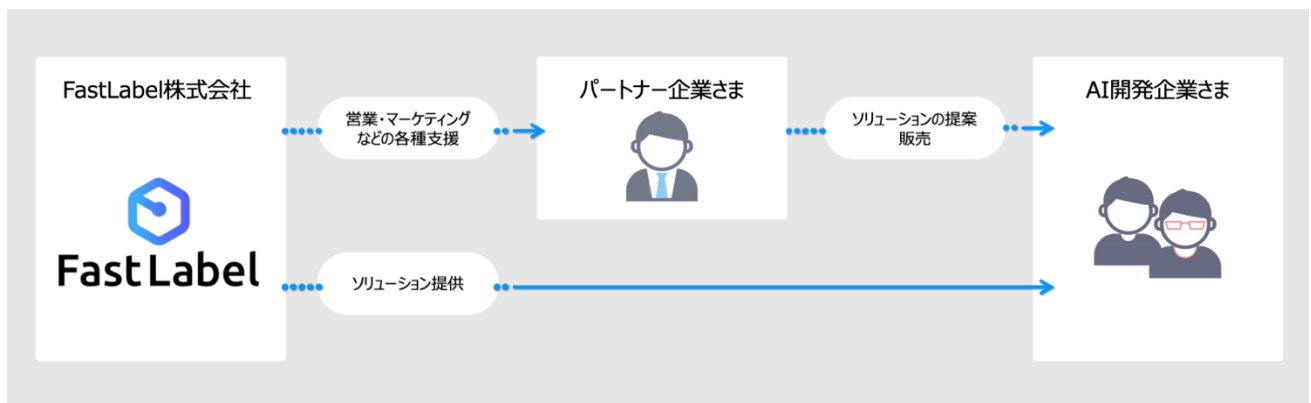 FastLabel株式会社
営業・マーケティング
などの各種支援
パートナー企業さま
ソリューションの提案
販売
AI開発企業さま
FastLabel
ソリューション提供